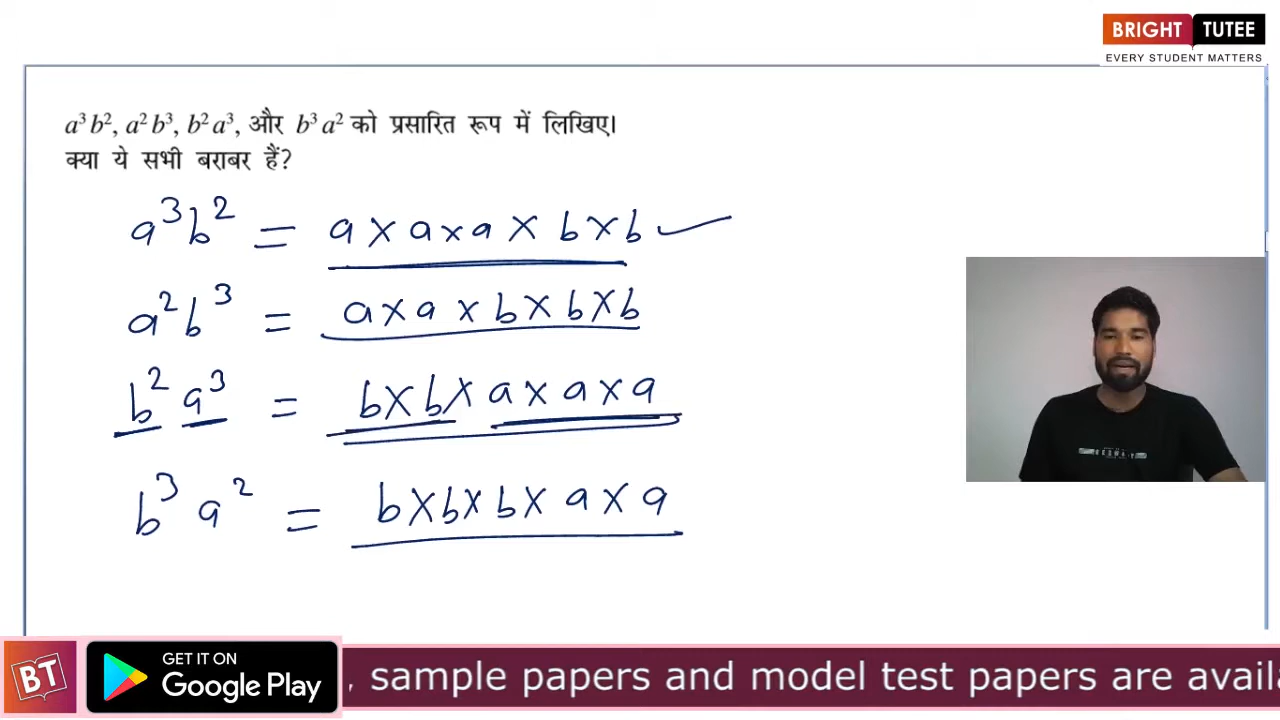 BRIGHT TUTEE
EVERY STUDENT MATTERS
a³b², a²b³, b²a³, और b³a² को प्रसारित रूप में लिखिए।
क्या ये सभी बराबर हैं?
a³b² = a×a×a×b×b
a²b³ = a×a×b×b×b
b²a³ = b×b×a×a×a
b³a² = b×b×b×a×a
BT
GET IT ON
Google Play
, sample papers and model test papers are avail